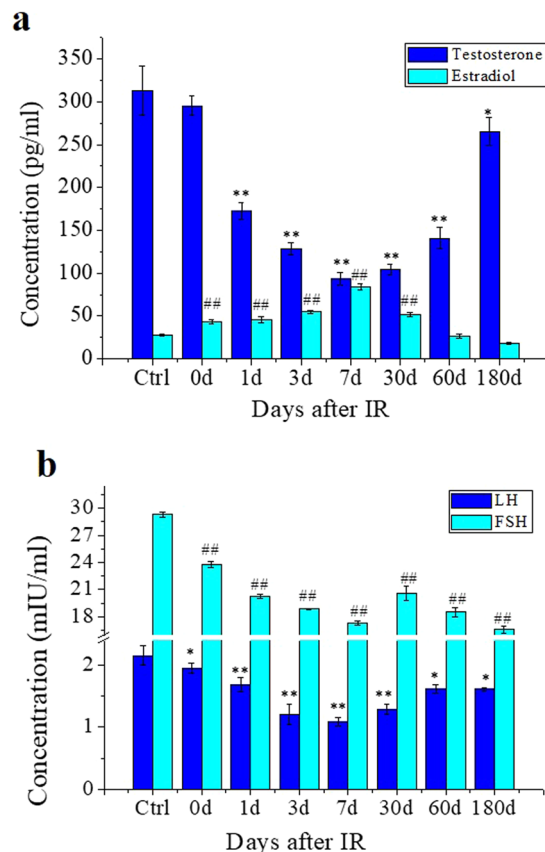 a
Testosterone
Estradiol
Concentration (pg/ml)
350
300
250
200
150
100
50
0
** ** ** ** ** *
## ## ## ## ##
Ctrl 0d 1d 3d 7d 30d 60d 180d
Days after IR
b
LH
FSH
Concentration (mIU/ml)
30
27
24
21
18
2
1
0
## ## ## ## ## ## ##
* ** ** ** ** * *
Ctrl 0d 1d 3d 7d 30d 60d 180d
Days after IR